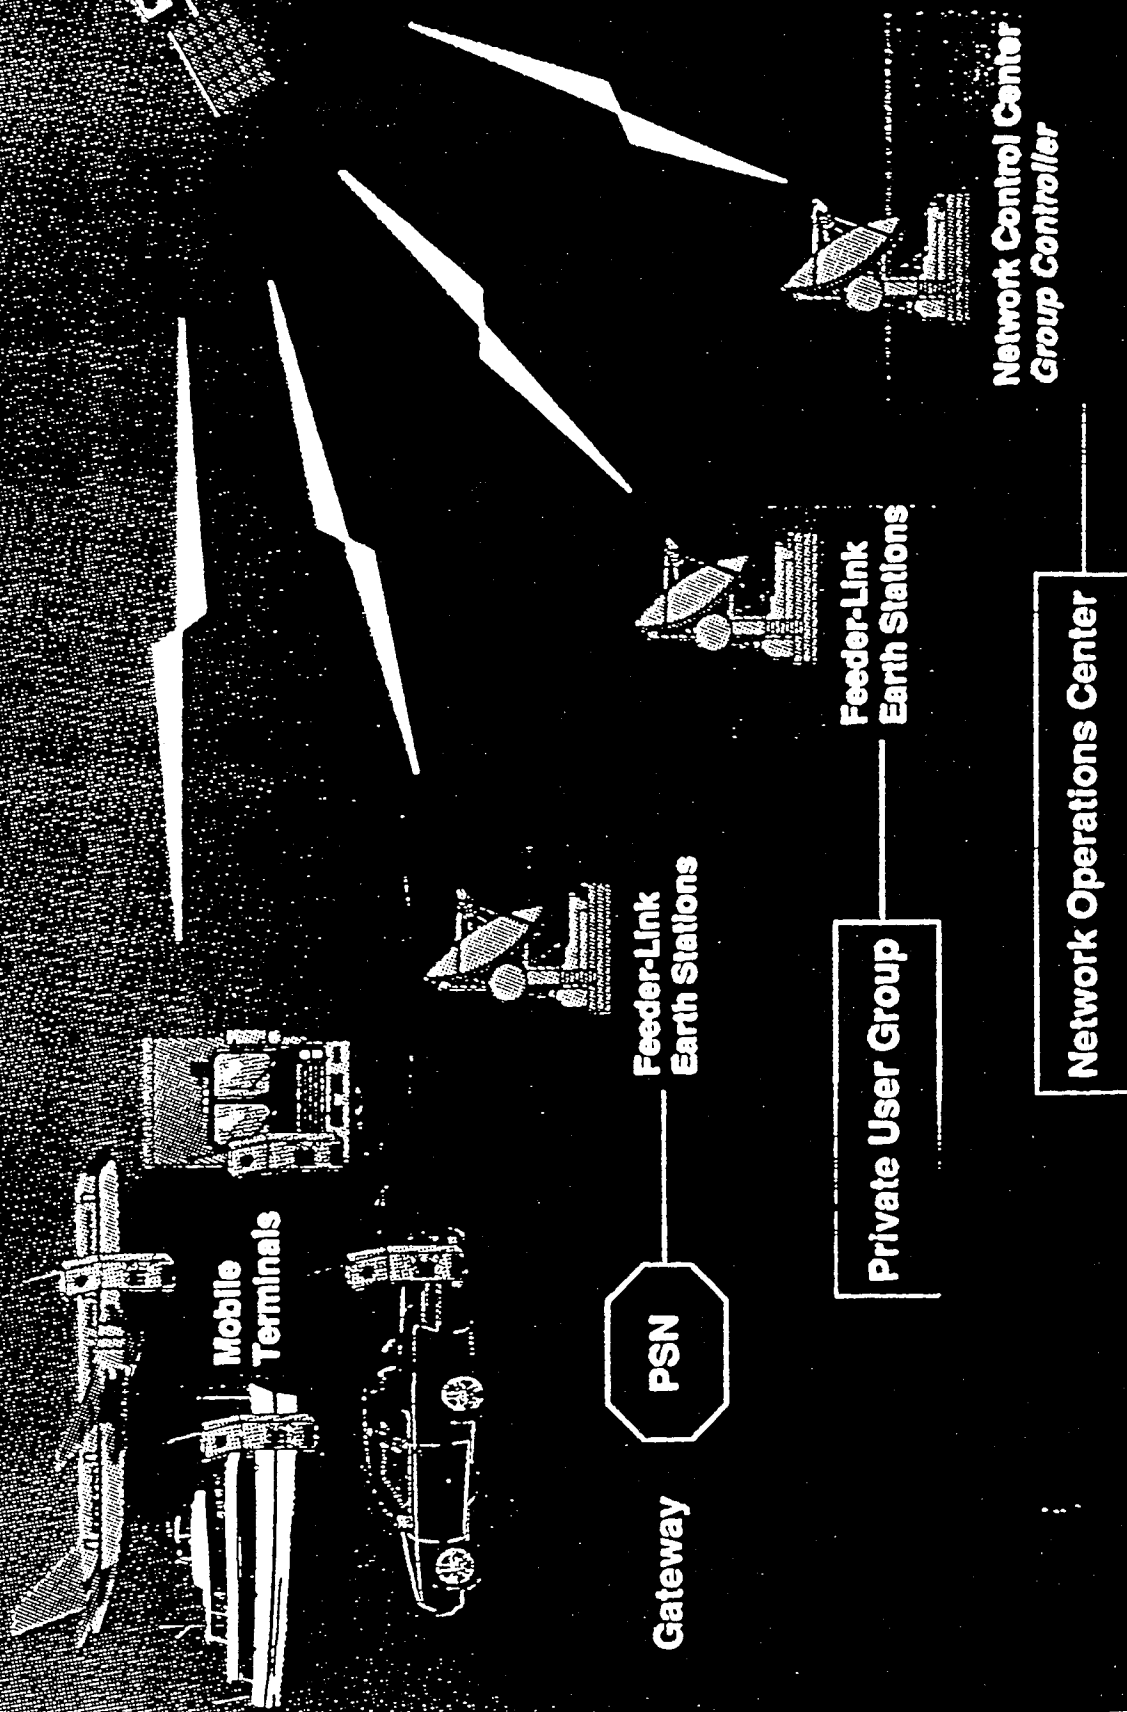 Mobile
Terminals
Gateway
PSN
Feeder-Link
Earth Stations
Private User Group
Feeder-Link
Earth Stations
Network Operations Center
Network Control Center
Group Controller